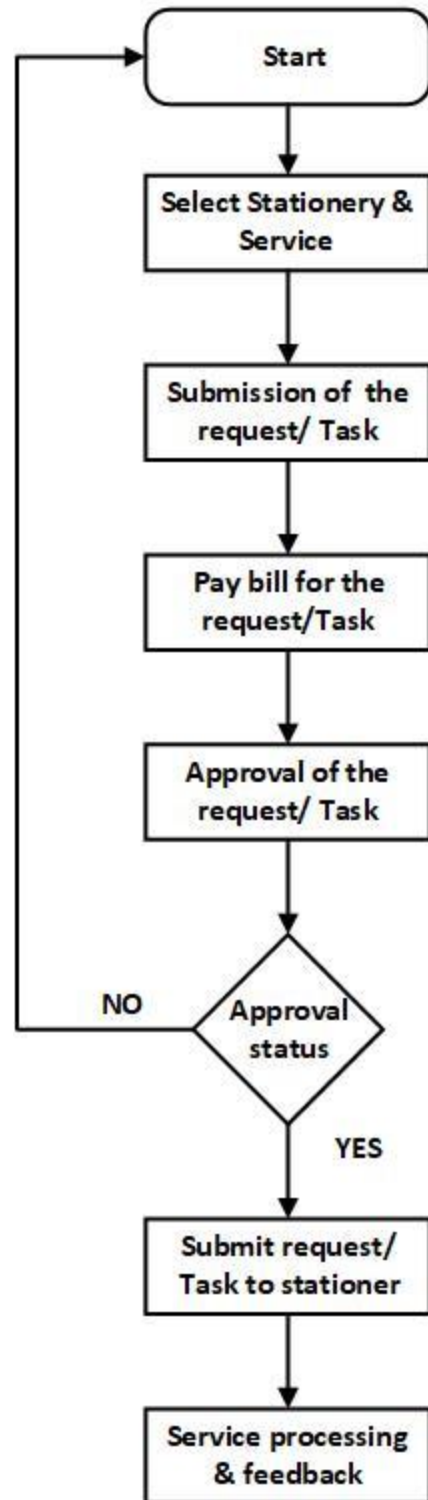 Start
Select Stationery &
Service
Submission of the
request/ Task
Pay bill for the
request/Task
Approval of the
request/ Task
NO
Approval
status
YES
Submit request/
Task to stationer
Service processing
& feedback